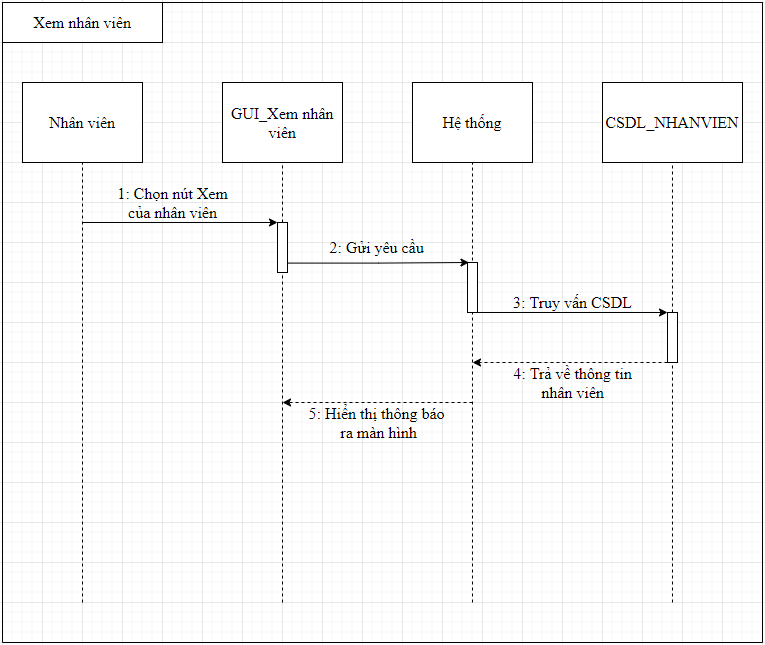 Xem nhân viên
Nhân viên
GUI_Xem nhân
viên
Hệ thống
CSDL_NHANVIEN
1: Chọn nút Xem
của nhân viên
2: Gửi yêu cầu
3: Truy vấn CSDL
4: Trả về thông tin
nhân viên
5: Hiển thị thông báo
ra màn hình